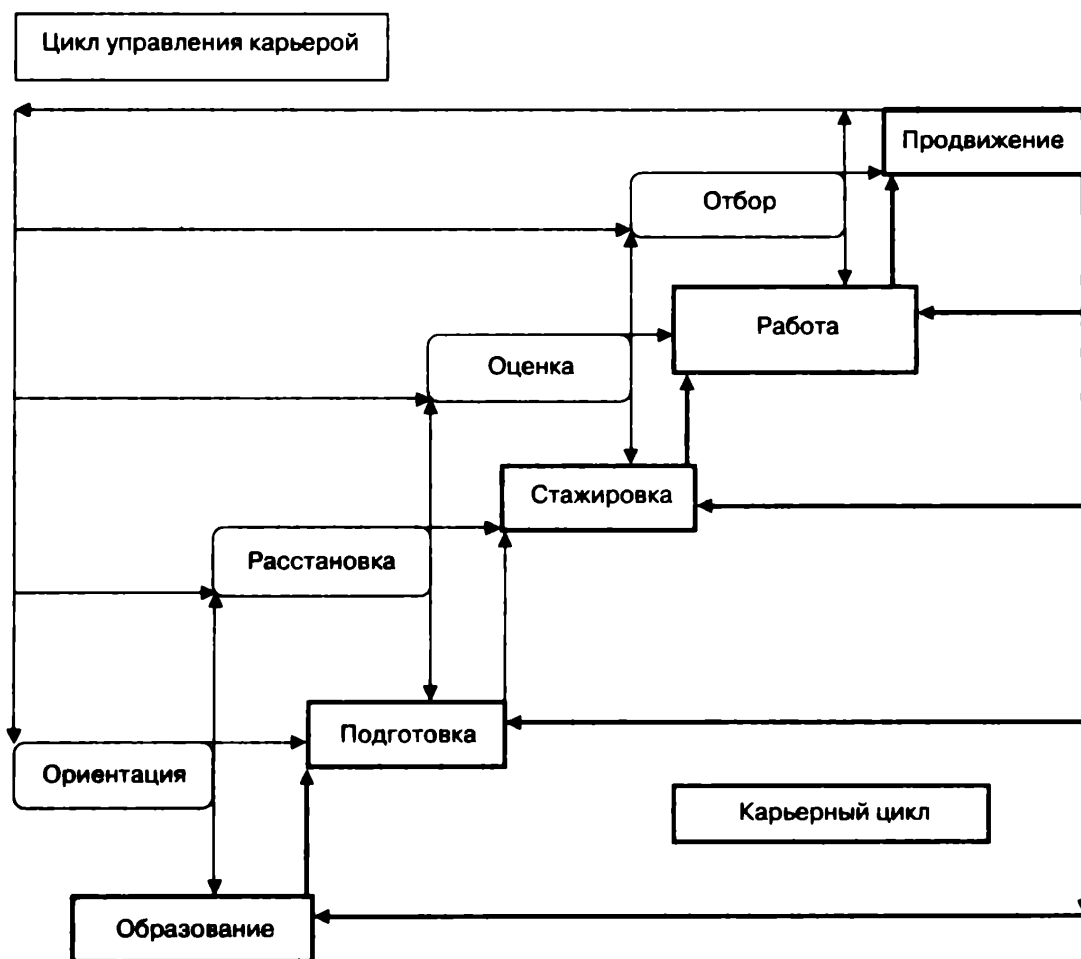 Цикл управления карьерой
Продвижение
Отбор
Работа
Оценка
Стажировка
Расстановка
Подготовка
Ориентация
Карьерный цикл
Образование